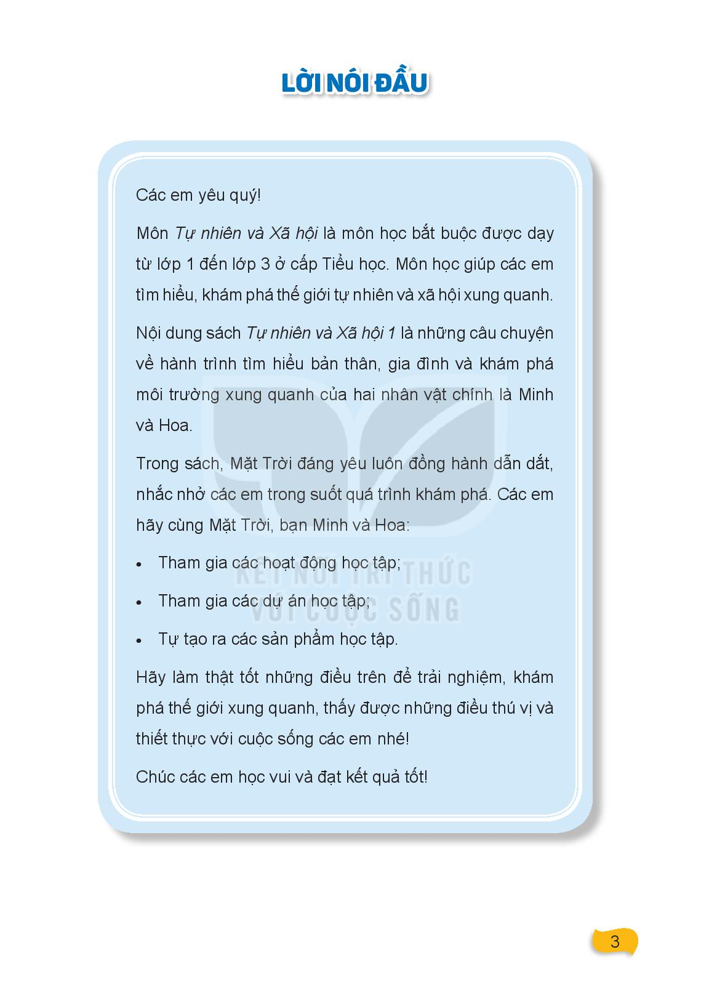 LỜI NÓI ĐẦU
Các em yêu quý!
Môn Tự nhiên và Xã hội là môn học bắt buộc được dạy
từ lớp 1 đến lớp 3 ở cấp Tiểu học. Môn học giúp các em
tìm hiểu, khám phá thế giới tự nhiên và xã hội xung quanh.
Nội dung sách Tự nhiên và Xã hội 1 là những câu chuyện
về hành trình tìm hiểu bản thân, gia đình và khám phá
môi trường xung quanh của hai nhân vật chính là Minh
và Hoa.
Trong sách, Mặt Trời đáng yêu luôn đồng hành dẫn dắt,
nhắc nhở các em trong suốt quá trình khám phá. Các em
hãy cùng Mặt Trời, bạn Minh và Hoa:
• Tham gia các hoạt động học tập;
KẾT NỐI TRI THỨC
• Tham gia các dự án học tập;
VỚI CUỘC SỐNG
• Tự tạo ra các sản phẩm học tập.
Hãy làm thật tốt những điều trên để trải nghiệm, khám
phá thế giới xung quanh, thấy được những điều thú vị và
thiết thực với cuộc sống các em nhé!
Chúc các em học vui và đạt kết quả tốt!
3